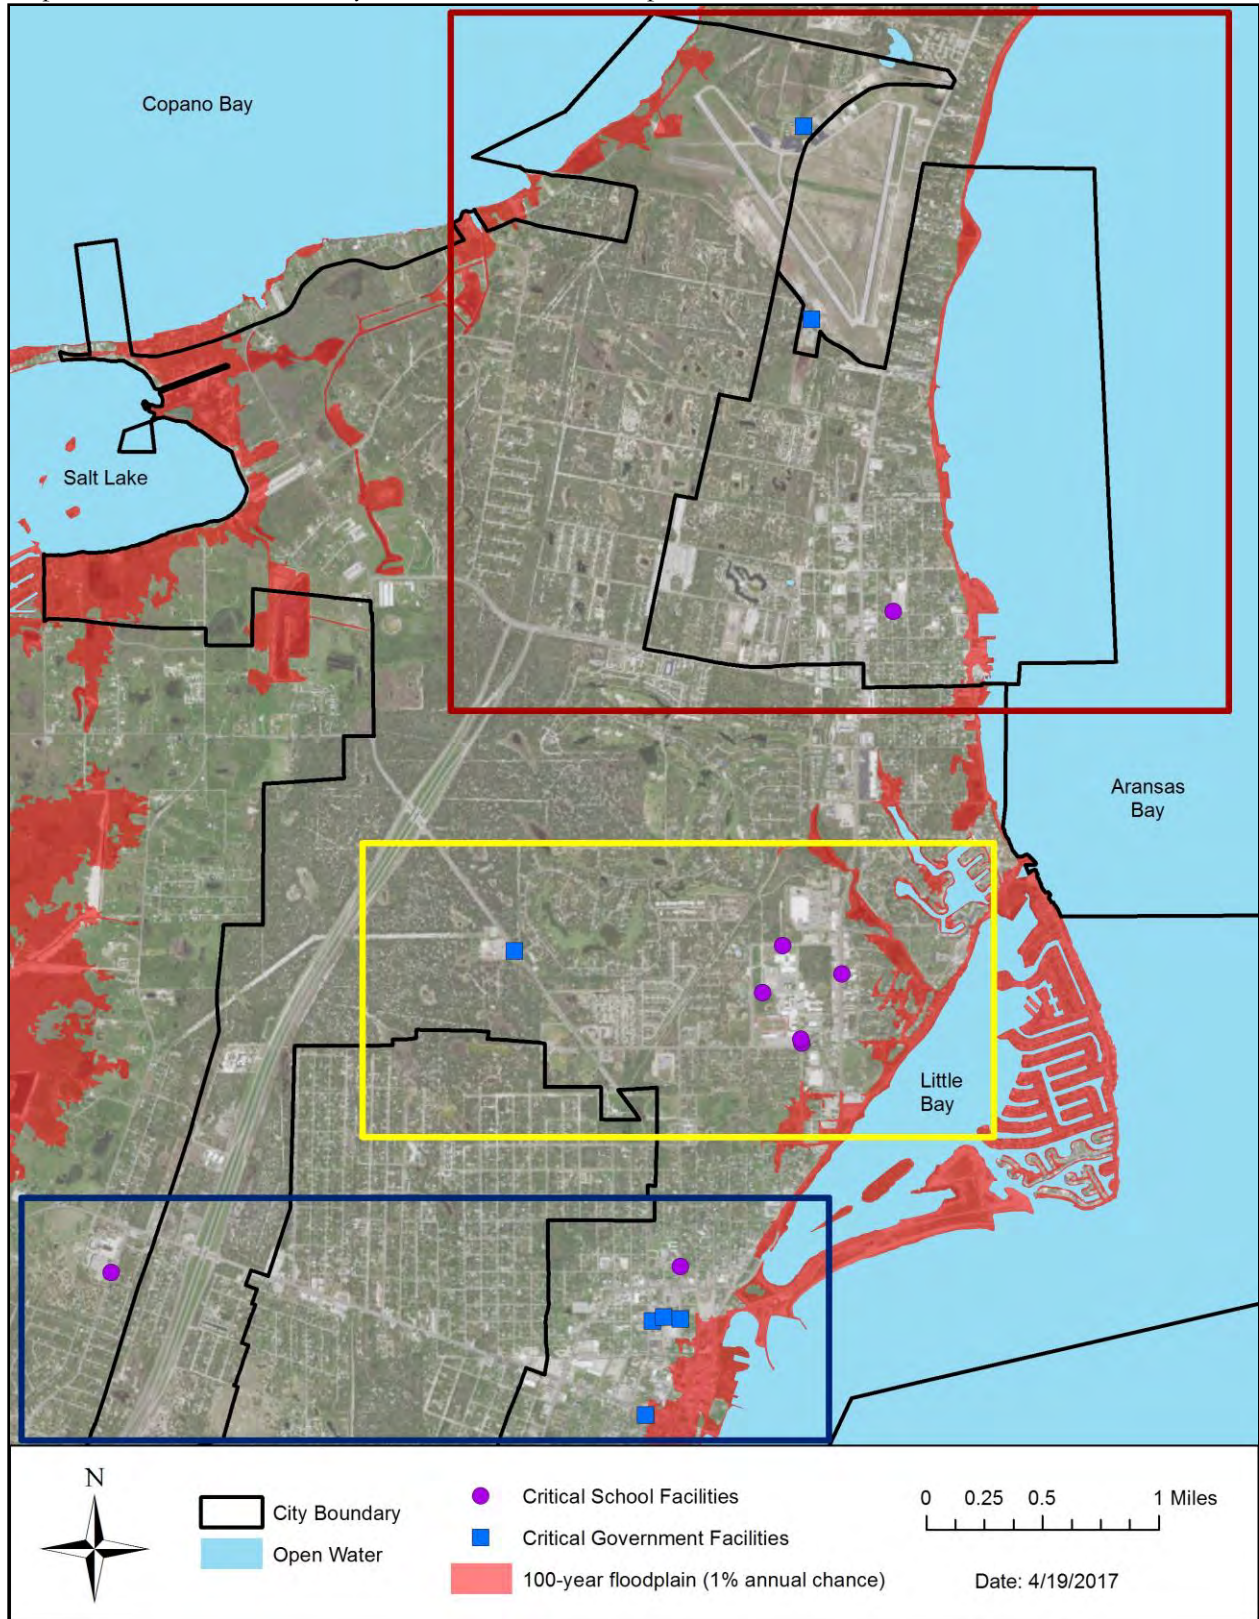 Copano Bay
Salt Lake
Aransas
Bay
Little
Bay
N
City Boundary
Open Water
Critical School Facilities
Critical Government Facilities
100-year floodplain (1% annual chance)
0 0.25 0.5 1 Miles
Date: 4/19/2017